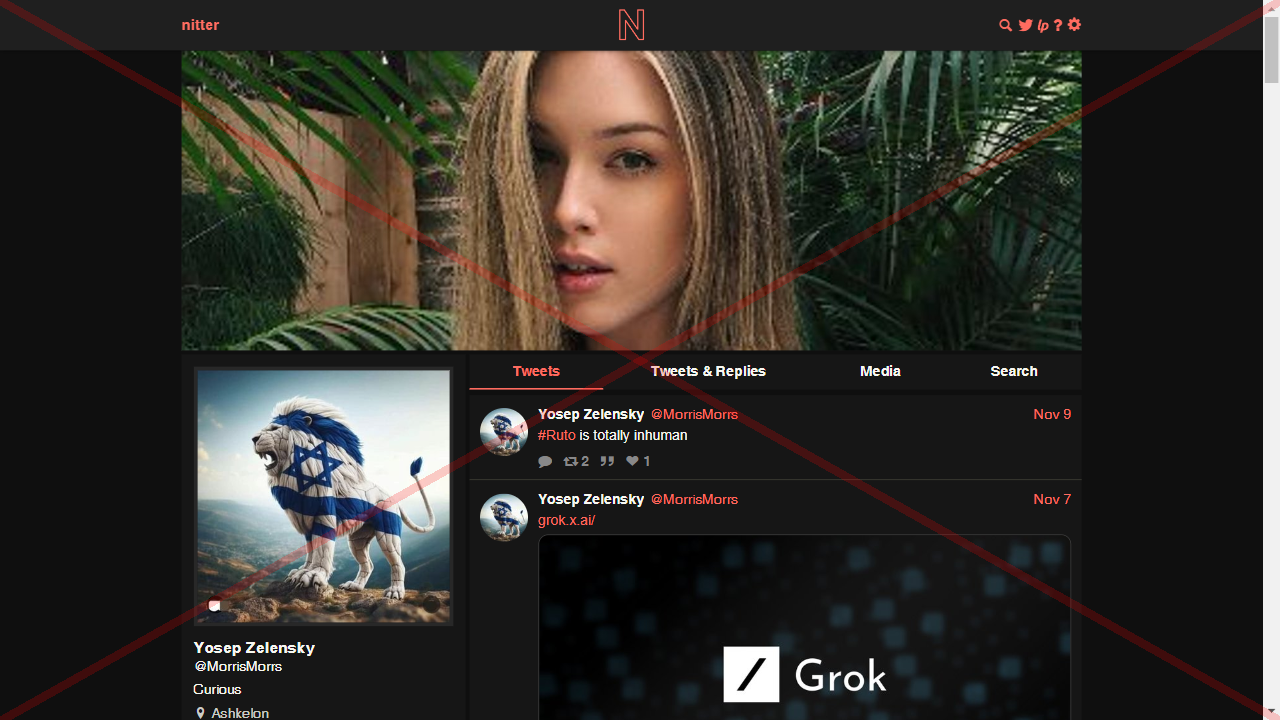 nitter
N
lp ?
Tweets
Tweets & Replies
Media
Search
Yosep Zelensky @MorrisMorrs Nov 9
#Ruto is totally inhuman
2 1
Yosep Zelensky @MorrisMorrs Nov 7
grok.x.ai/
Grok
Yosep Zelensky
@MorrisMorrs
Curious
Ashkelon